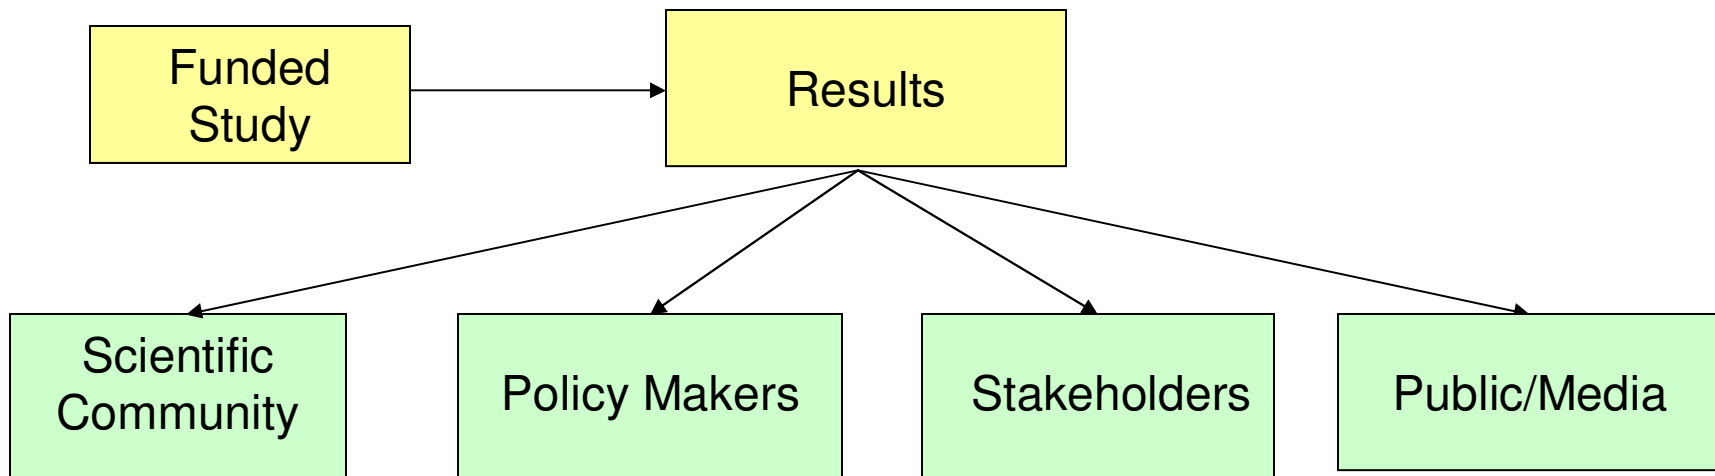 Funded
Study
Results
Scientific
Community
Policy Makers
Stakeholders
Public/Media